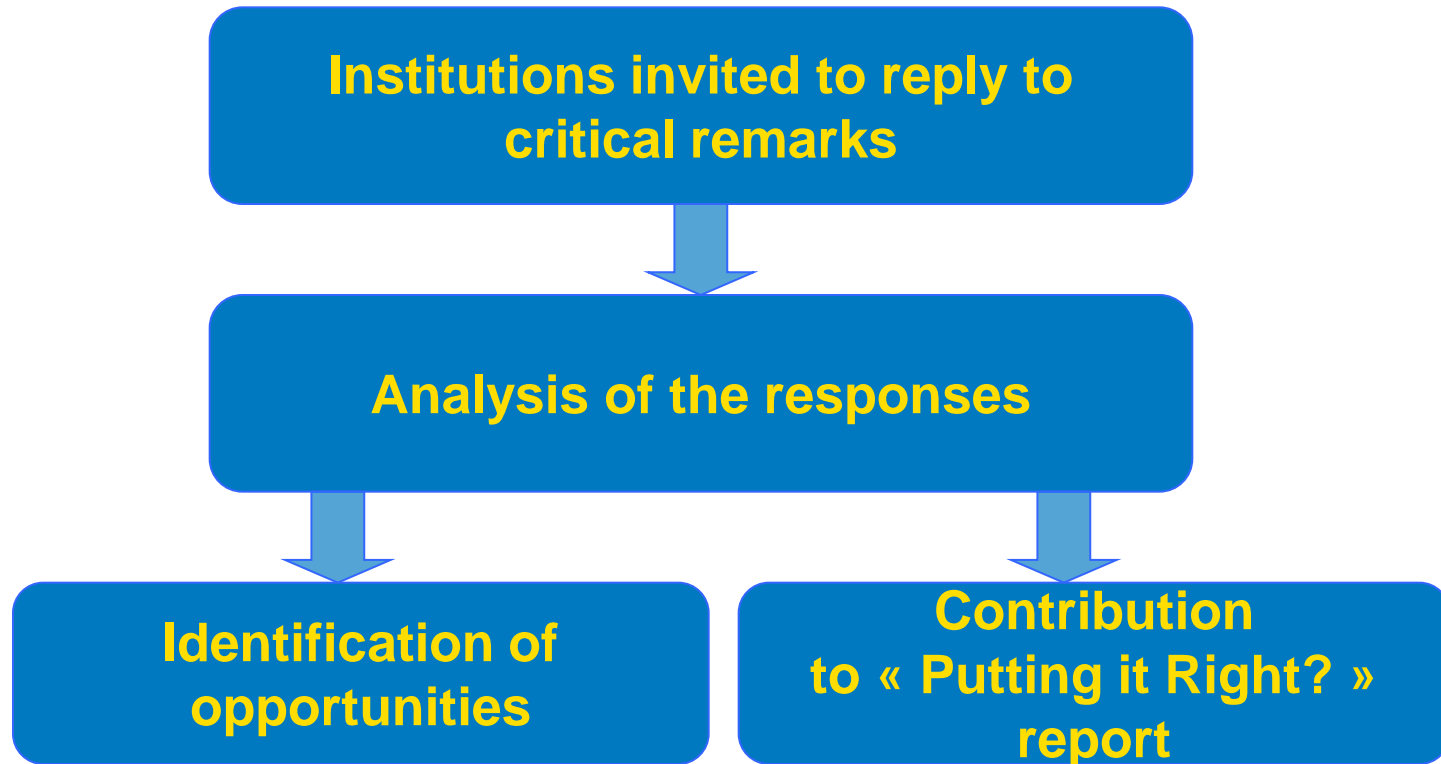 Institutions invited to reply to
critical remarks
Analysis of the responses
Identification of
opportunities
Contribution
to « Putting it Right? »
report